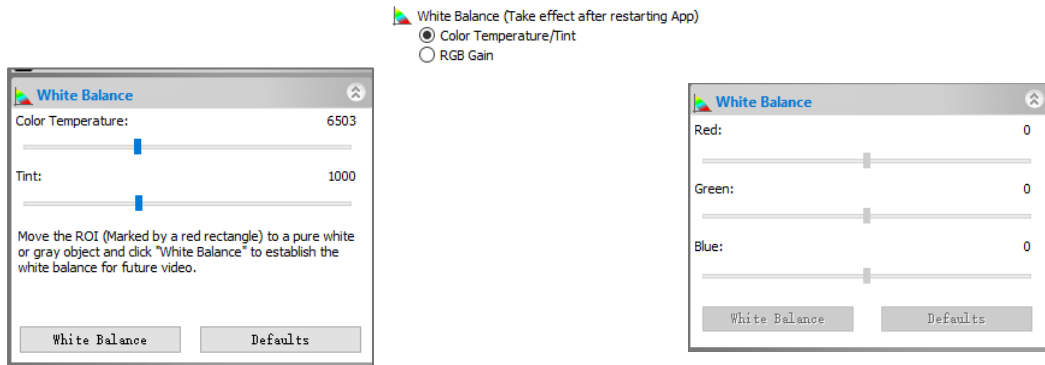 White Balance (Take effect after restarting App)
Color Temperature/Tint
RGB Gain
White Balance
Color Temperature: 6503
Tint: 1000
Move the ROI (Marked by a red rectangle) to a pure white
or gray object and click "White Balance" to establish the
white balance for future video.
White Balance Defaults
White Balance
Red: 0
Green: 0
Blue: 0
White Balance Defaults